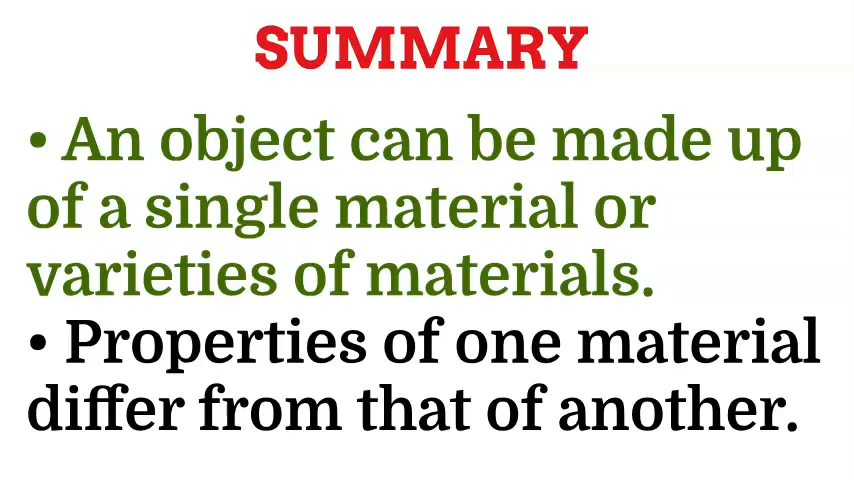 SUMMARY
• An object can be made up
of a single material or
varieties of materials.
• Properties of one material
differ from that of another.